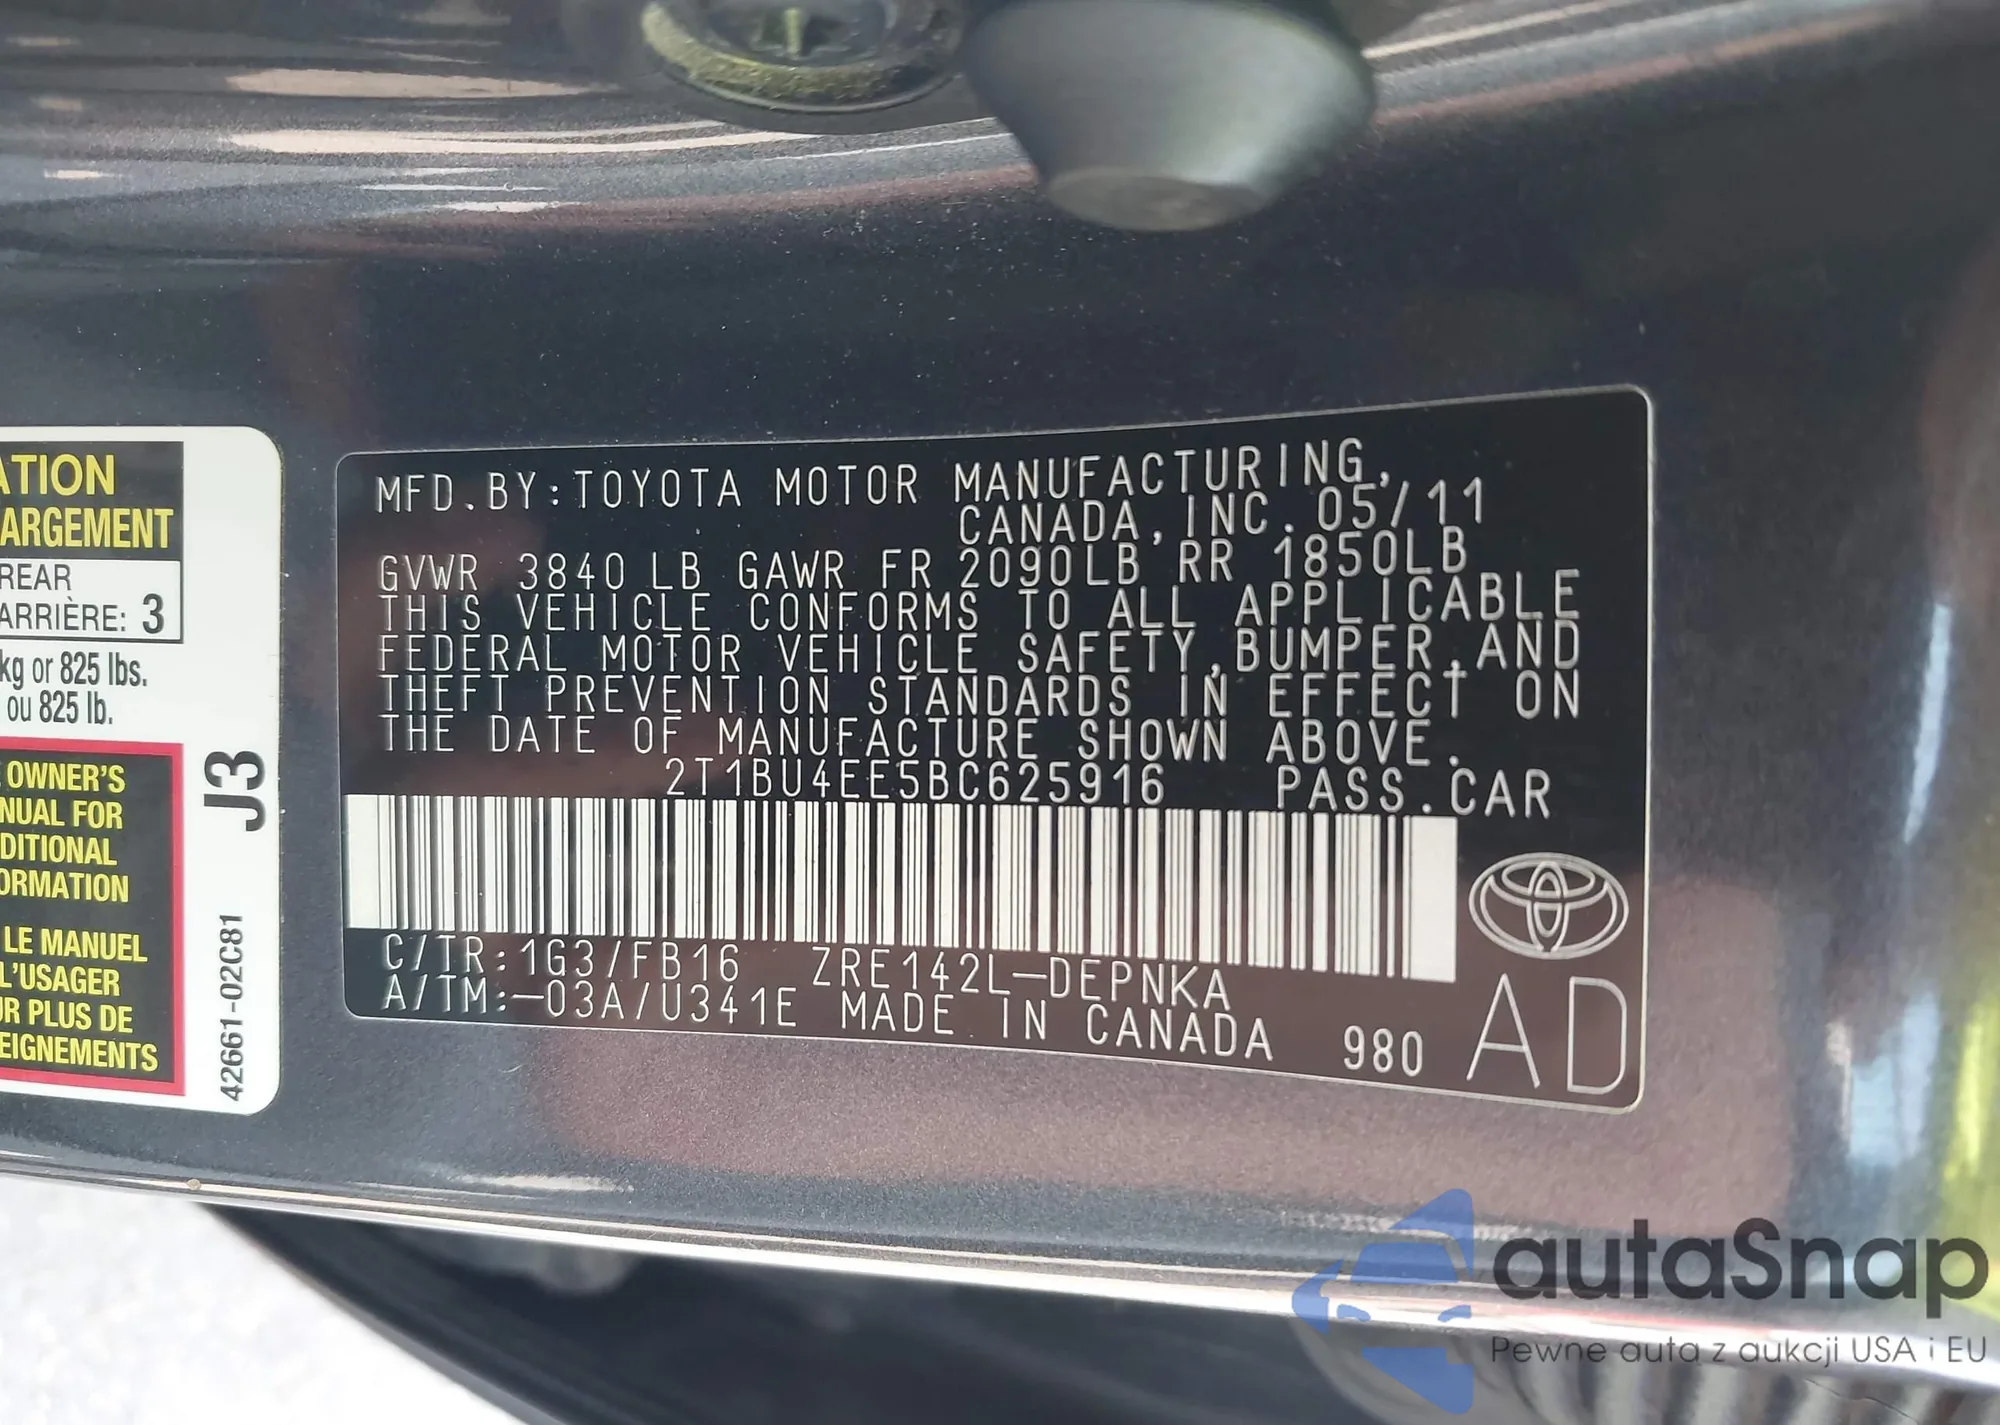 ATION
ARGEMENT
REAR
ARRIÈRE: 3
kg or 825 lbs.
ou 825 lb.
OWNER'S
NUAL FOR
DITIONAL
ORMATION
LE MANUEL
L'USAGER
UR PLUS DE
EIGNEMENTS
J3
42661-02C81
MFD.BY:TOYOTA MOTOR MANUFACTURING,
CANADA,INC. 05/11
GVWR 3840 LB GAWR FR 2090LB RR 1850LB
THIS VEHICLE CONFORMS TO ALL APPLICABLE
FEDERAL MOTOR VEHICLE SAFETY,BUMPER,AND
THEFT PREVENTION STANDARDS IN EFFECT ON
THE DATE OF MANUFACTURE SHOWN ABOVE.
2T1BU4EE5BC625916 PASS.CAR
C/TR:1G3/FB16 ZRE142L-DEPNKA
A/TM:-03A/U341E MADE IN CANADA 980 AD
autaSnap
Pewne auta z aukcji USA i EU